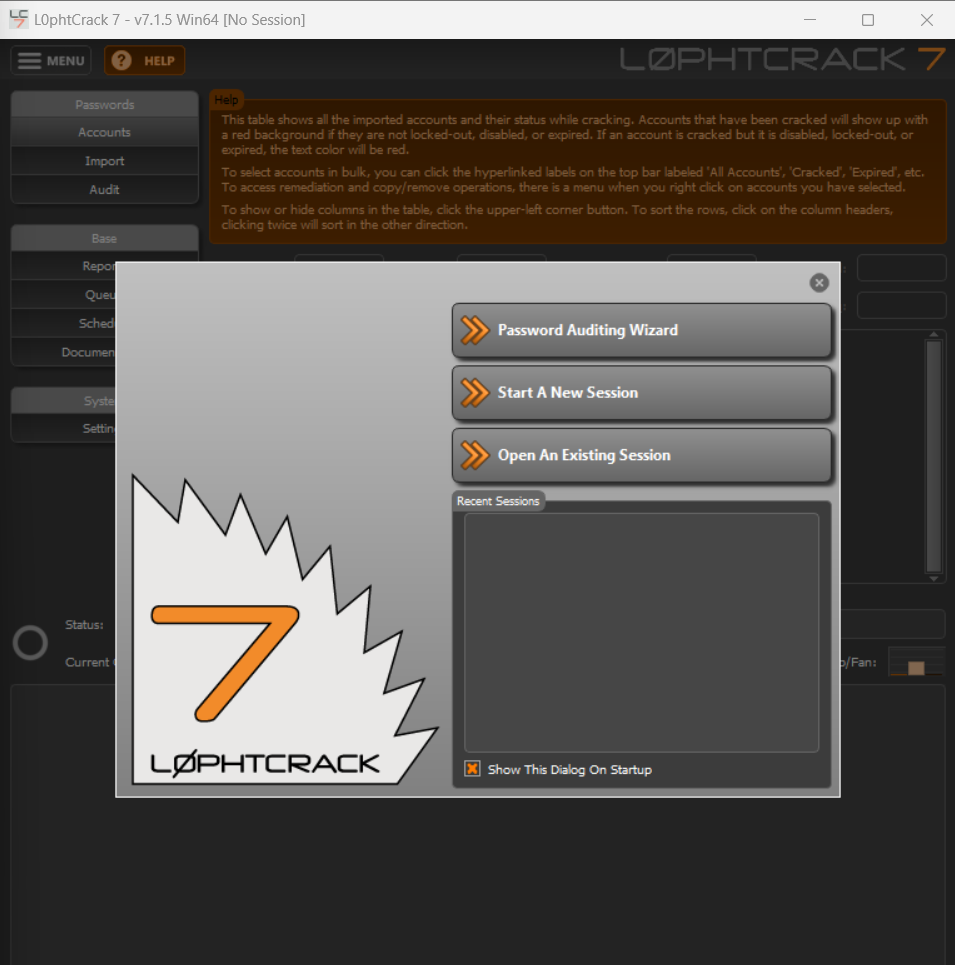 L0phtCrack 7 - v7.1.5 Win64 [No Session]
MENU
? HELP
LØPHTCRACK 7
Passwords
Accounts
Import
Audit
Base
Repor
Queu
Sched
Documen
Syste
Settin
Help
This table shows all the imported accounts and their status while cracking. Accounts that have been cracked will show up with
a red background if they are not locked-out, disabled, or expired. If an account is cracked but it is disabled, locked-out, or
expired, the text color will be red.
To select accounts in bulk, you can click the hyperlinked labels on the top bar labeled 'All Accounts', 'Cracked', 'Expired', etc.
To access remediation and copy/remove operations, there is a menu when you right click on accounts you have selected.
To show or hide columns in the table, click the upper-left corner button. To sort the rows, click on the column headers,
clicking twice will sort in the other direction.
Password Auditing Wizard
Start A New Session
Open An Existing Session
Recent Sessions
Show This Dialog On Startup
7
LØPHTCRACK
Status:
Current
p/Fan: